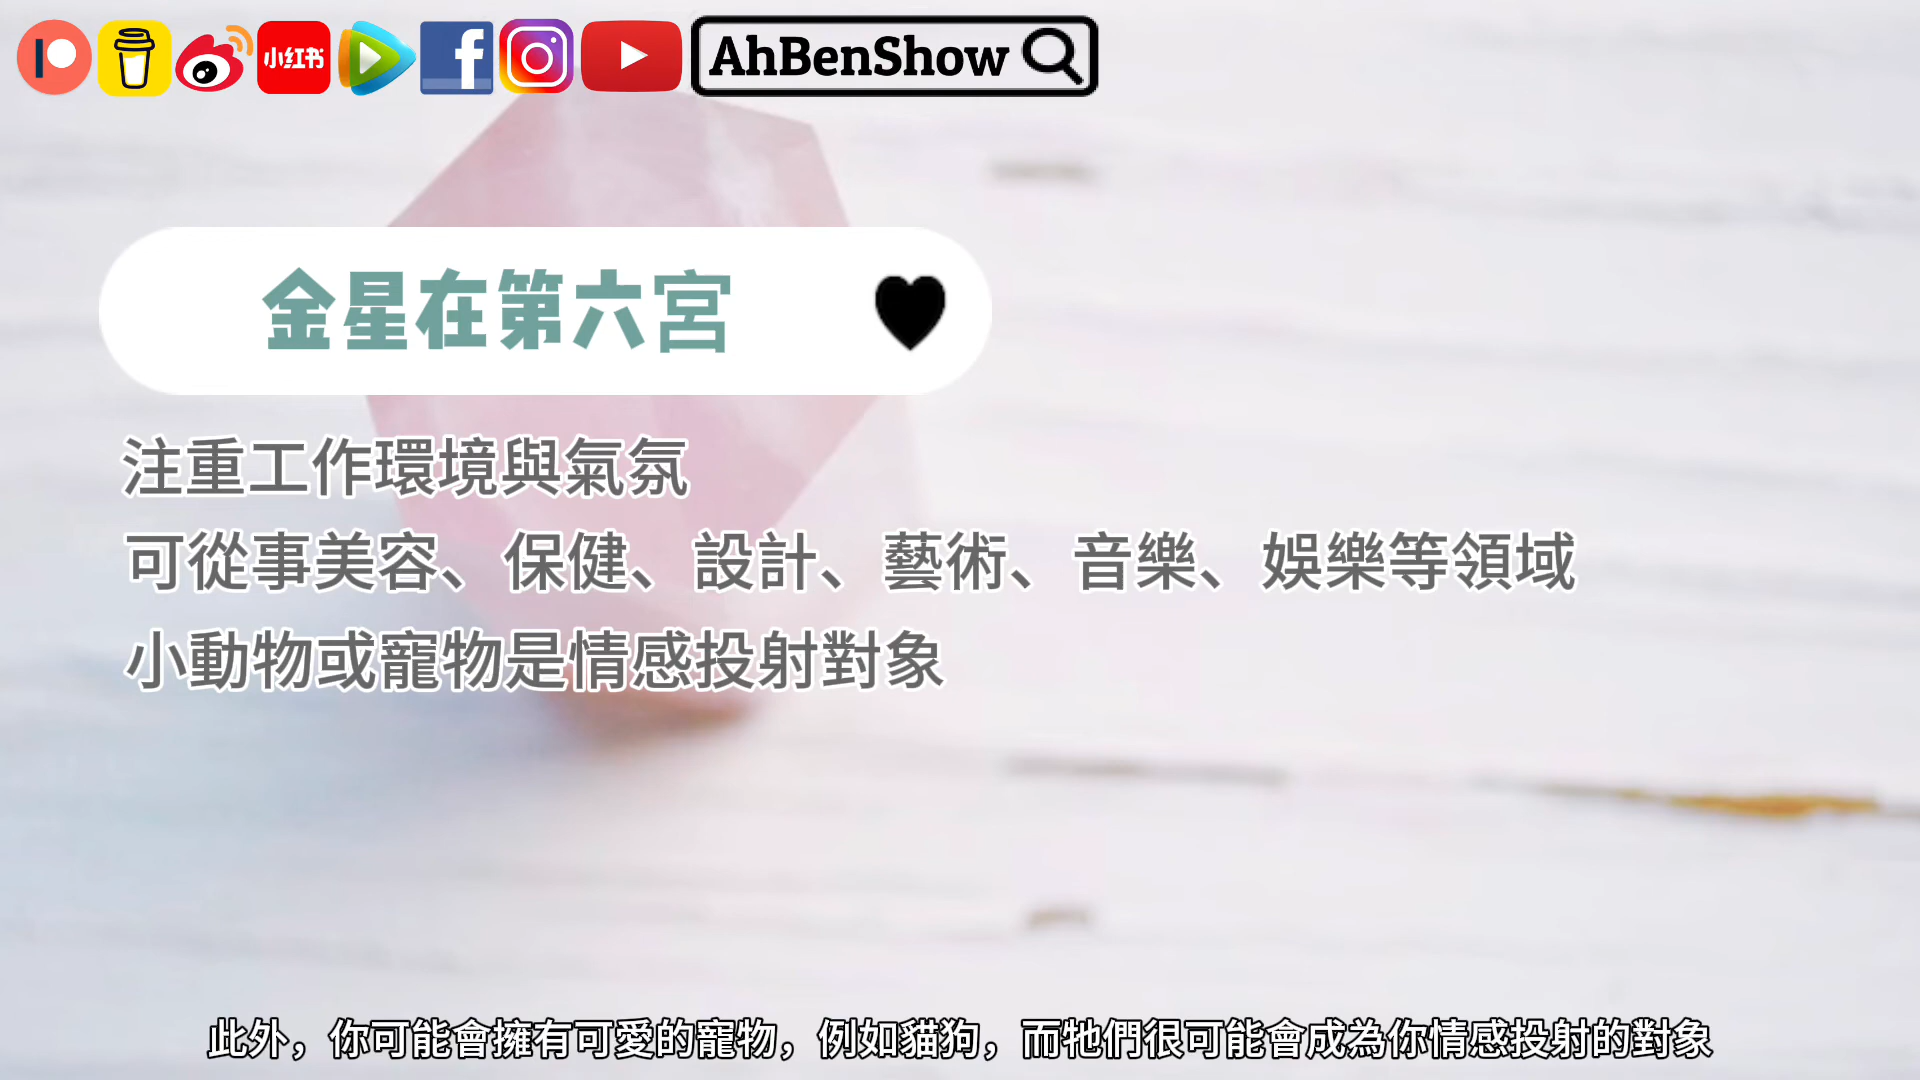 小红书
AhBenShow
金星在第六宮
注重工作環境與氣氛
可從事美容、保健、設計、藝術、音樂、娛樂等領域
小動物或寵物是情感投射對象
此外，你可能會擁有可愛的寵物，例如貓狗，而牠們很可能會成為你情感投射的對象